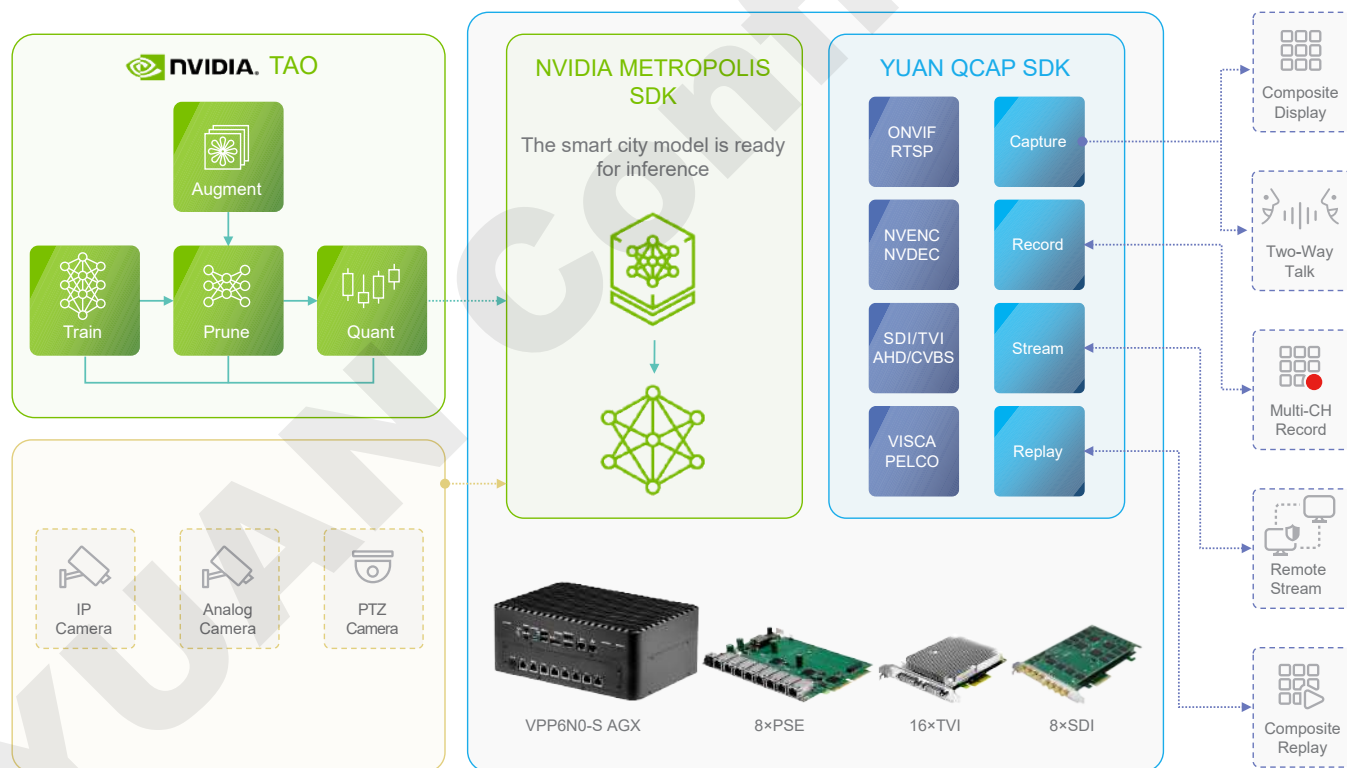 NVIDIA. TAO
Augment
Train
Prune
Quant
IP
Camera
Analog
Camera
PTZ
Camera
NVIDIA METROPOLIS
SDK
The smart city model is ready
for inference
YUAN QCAP SDK
ONVIF
RTSP
Capture
NVENC
NVDEC
Record
SDI/TVI
AHD/CVBS
Stream
VISCA
PELCO
Replay
VPP6N0-S AGX
8×PSE
16×TVI
8×SDI
Composite
Display
Two-Way
Talk
Multi-CH
Record
Remote
Stream
Composite
Replay
YUAN Conf